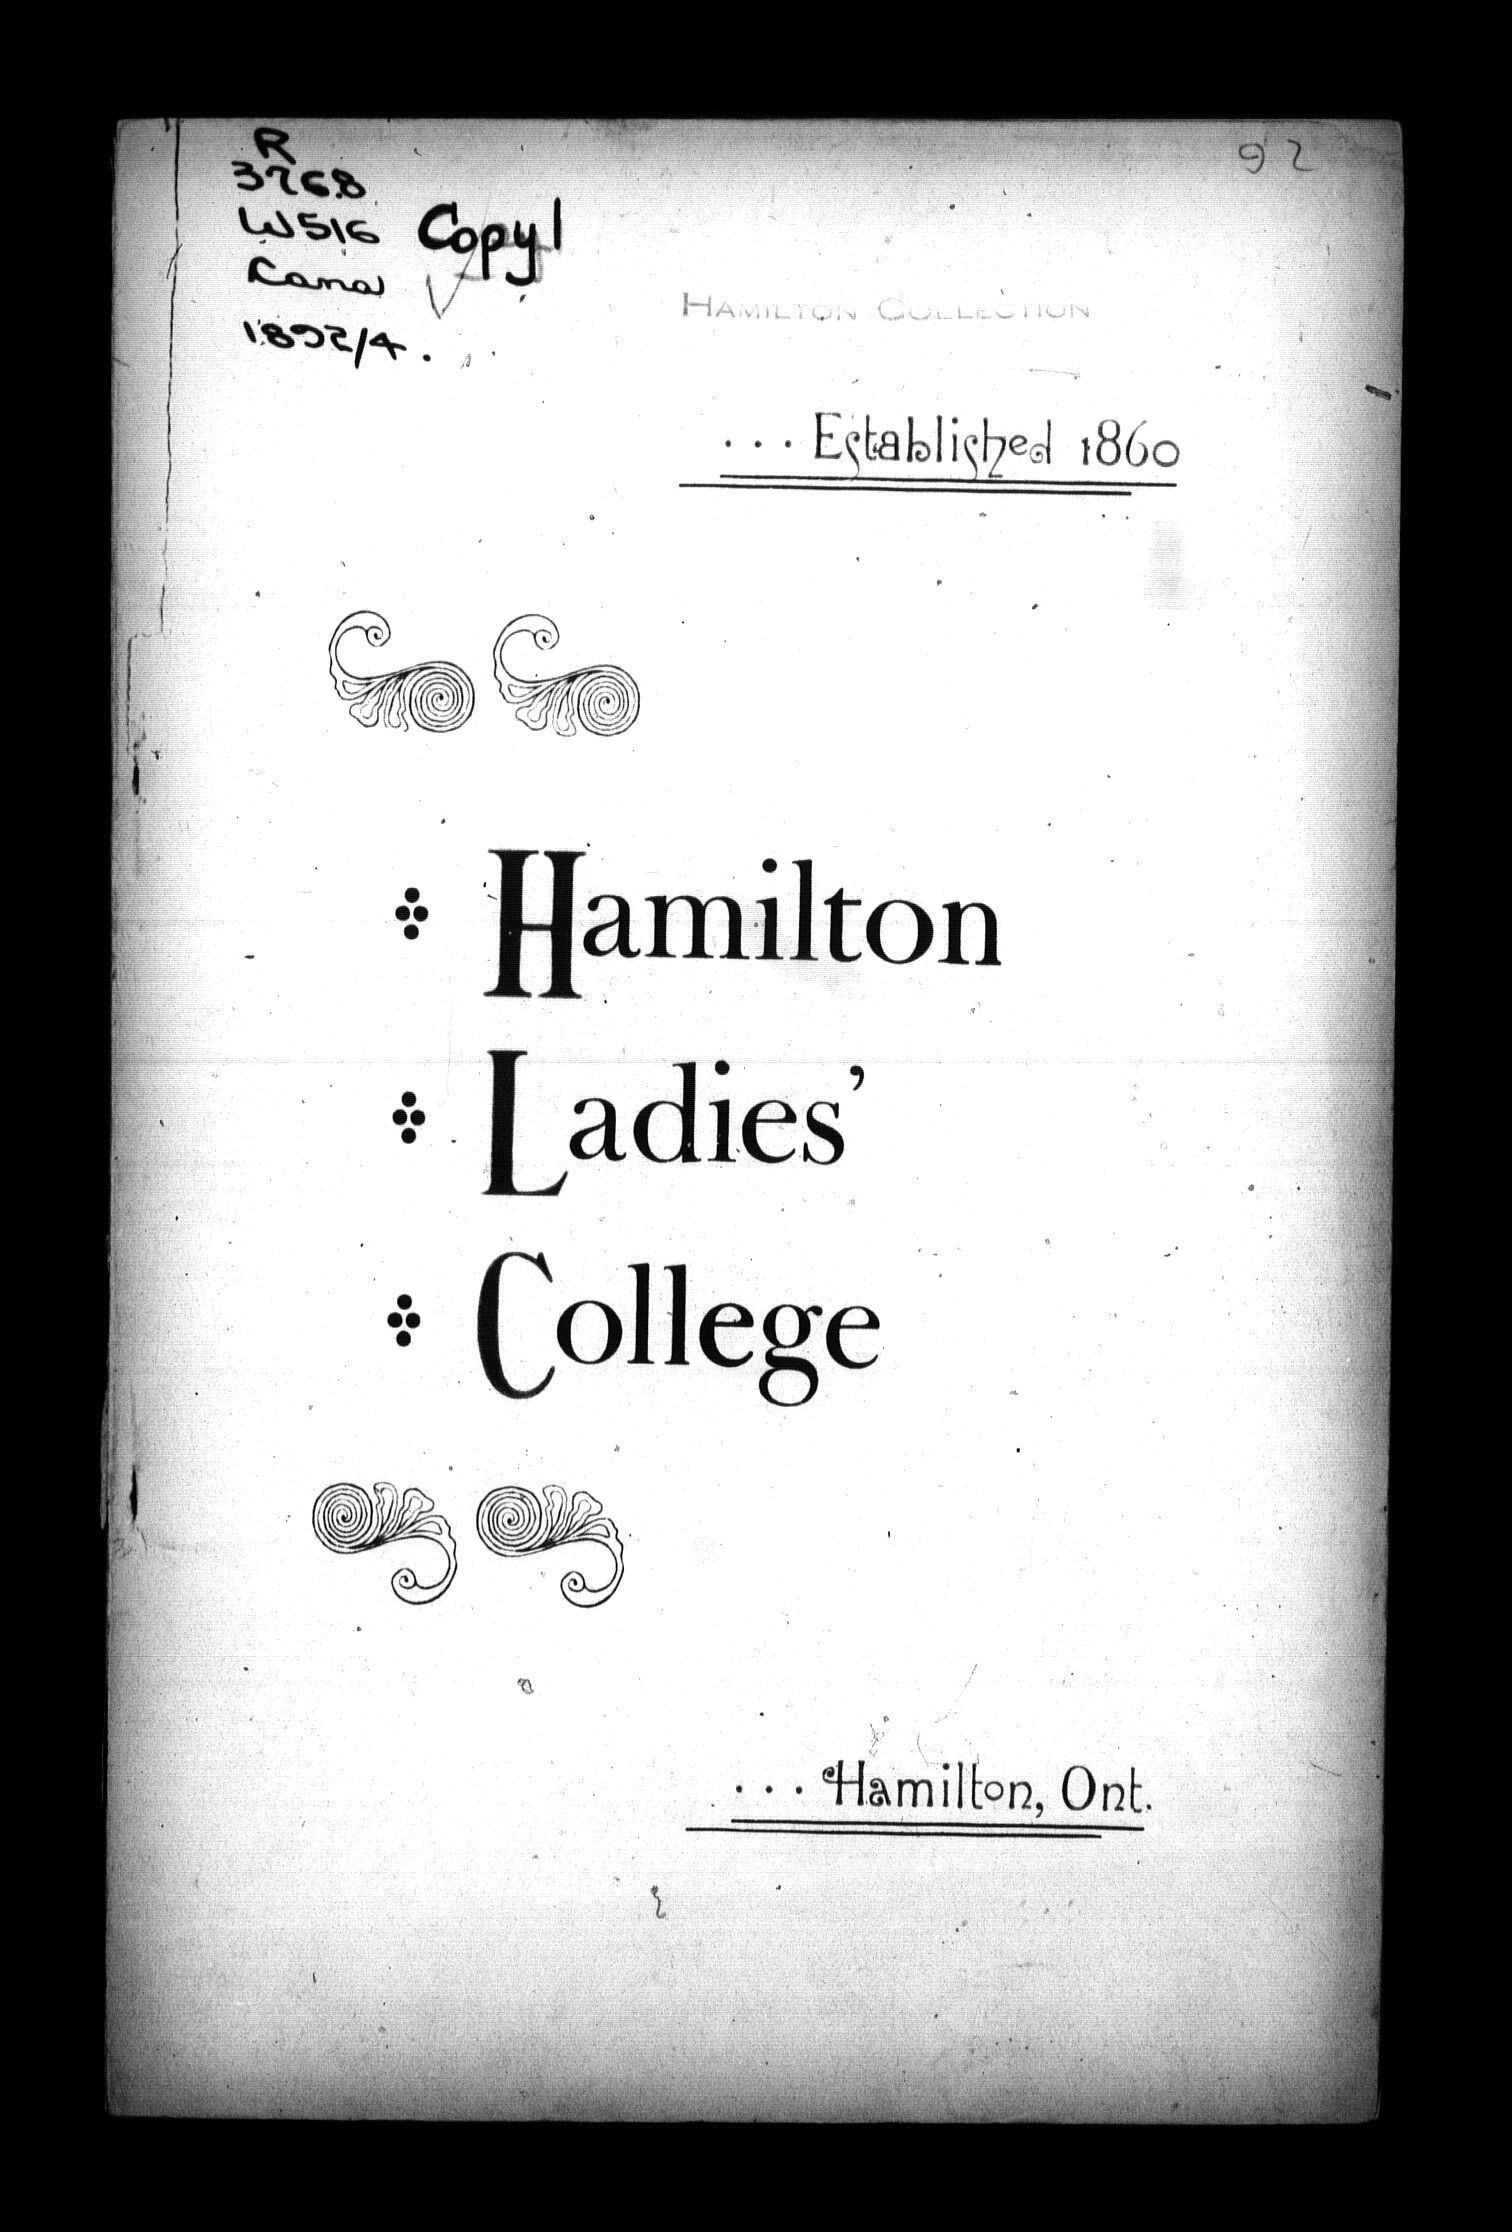 R
3768
W516
Cana
1892/4.
Copy 1
92
HAMILTON COLLECTION
... Established 1860
Hamilton
Ladies’
College
... Hamilton, Ont.